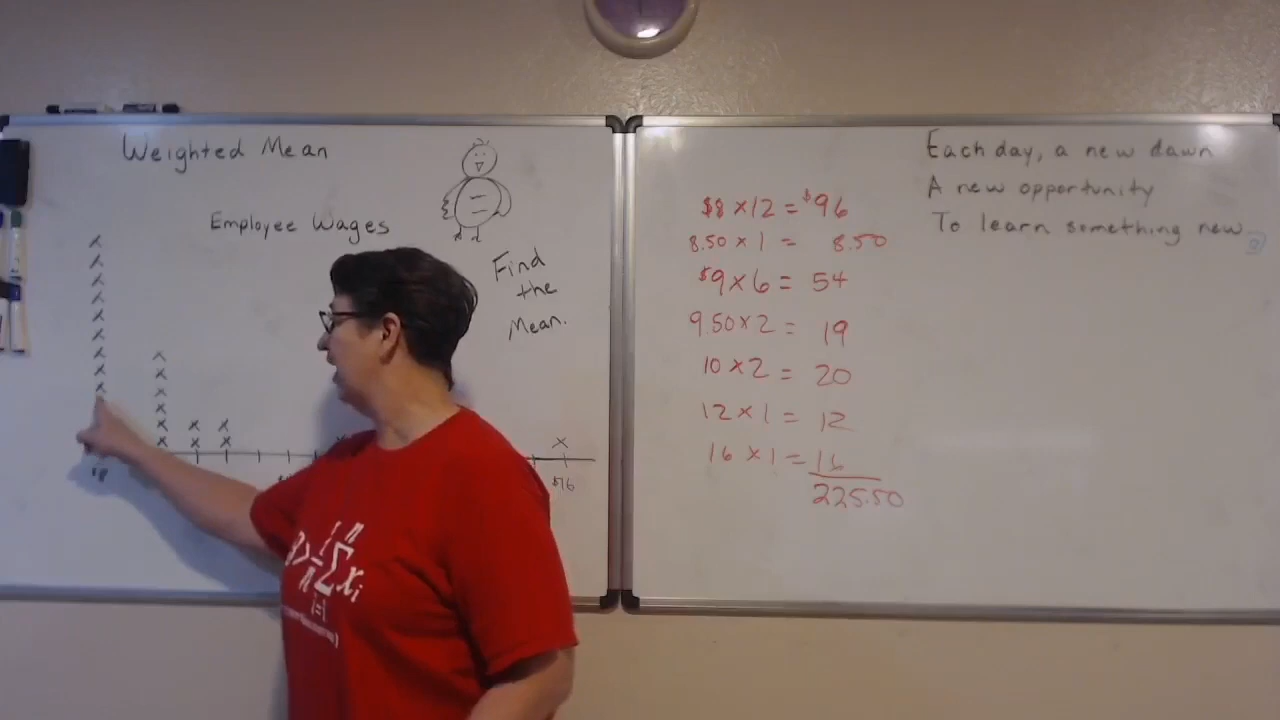 Weighted Mean
Employee Wages
Find
the
Mean.
$8
$16
$8 × 12 = $96
8.50 × 1 = 8.50
$9 × 6 = 54
9.50 × 2 = 19
10 × 2 = 20
12 × 1 = 12
16 × 1 = 16
225.50
Each day, a new dawn
A new opportunity
To learn something new.